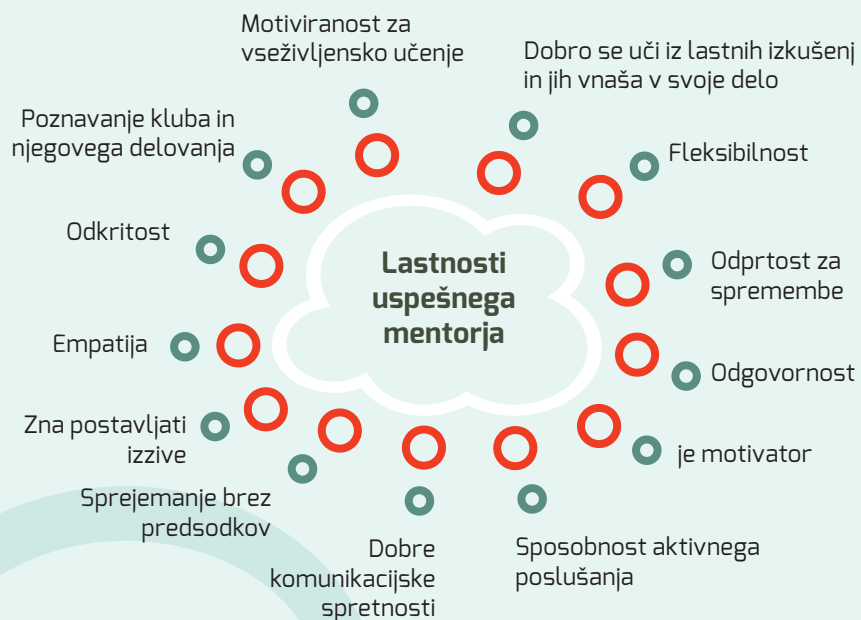 Motiviranost za
vseživljensko učenje
Dobro se uči iz lastnih izkušenj
in jih vnaša v svoje delo
Poznavanje kluba in
njegovega delovanja
Fleksibilnost
Odkritost
Lastnosti
uspešnega
mentorja
Odprtost za
spremembe
Empatija
Odgovornost
Zna postavljati
izzive
je motivator
Sprejemanje brez
predsodkov
Dobre
komunikacijske
spretnosti
Sposobnost aktivnega
poslušanja